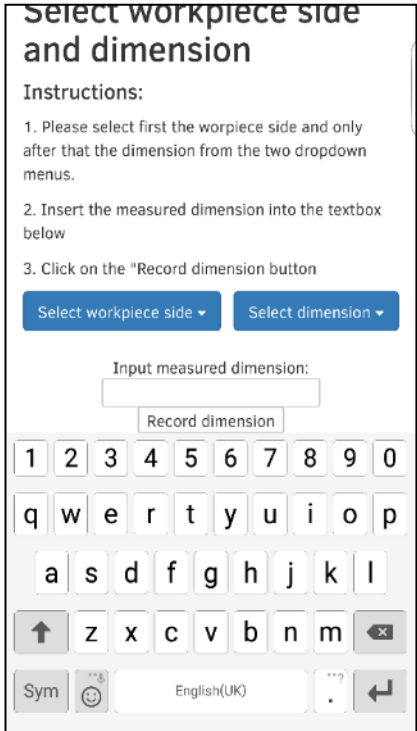 Select workpiece side
and dimension
Instructions:
1. Please select first the worpiece side and only
after that the dimension from the two dropdown
menus.
2. Insert the measured dimension into the textbox
below
3. Click on the "Record dimension button
Select workpiece side Select dimension
Input measured dimension:
Record dimension
1 2 3 4 5 6 7 8 9 0
q w e r t y u i o p
a s d f g h j k l
z x c v b n m
Sym English(UK) . ?